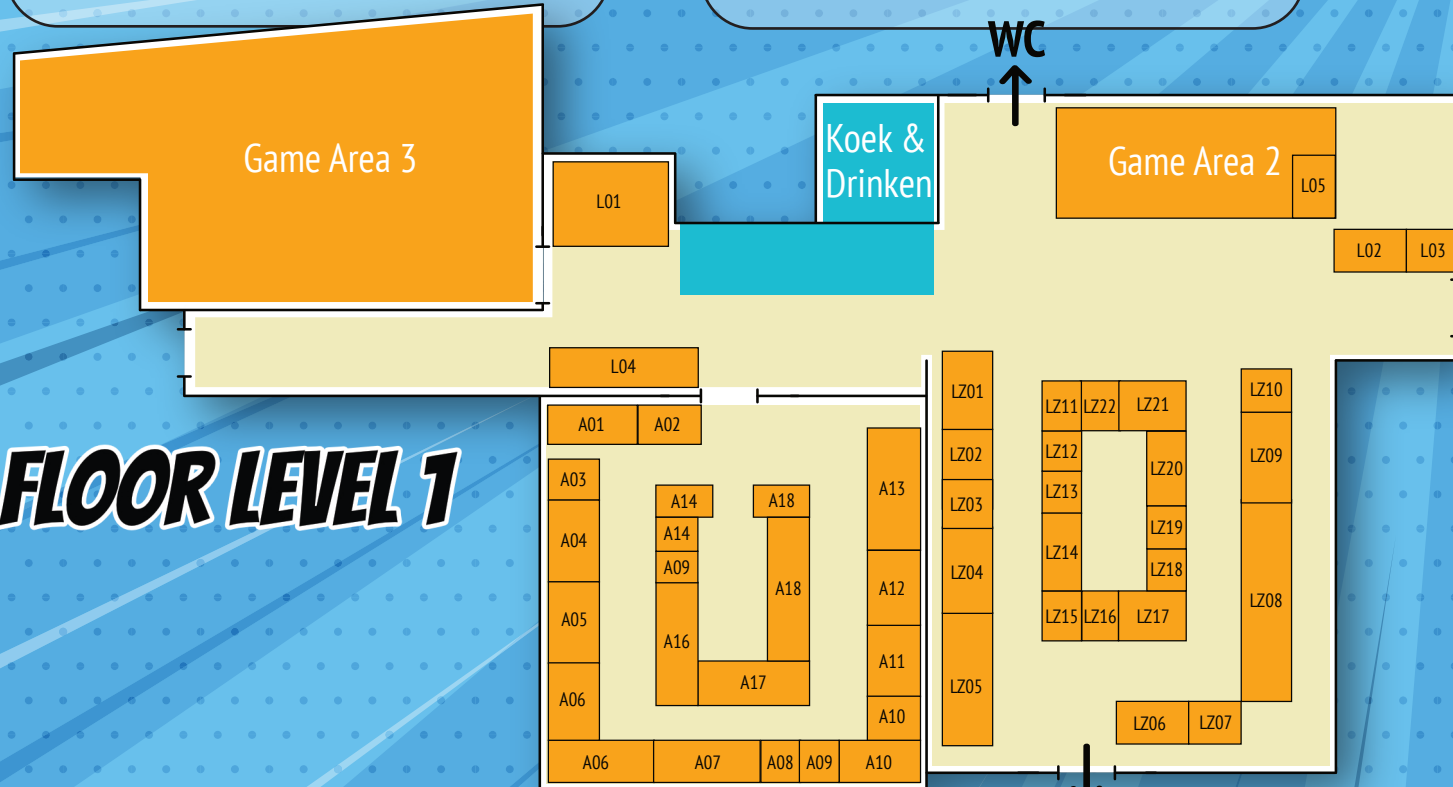 WC
Koek &
Drinken
Game Area 3
Game Area 2
L01
L05
L02
L03
L04
FLOOR LEVEL 1
A01
A02
A03
A04
A05
A06
A06
A07
A08
A09
A10
A10
A11
A12
A13
A14
A14
A09
A16
A17
A18
A18
LZ01
LZ02
LZ03
LZ04
LZ05
LZ11
LZ22
LZ21
LZ12
LZ13
LZ14
LZ15
LZ16
LZ17
LZ18
LZ19
LZ20
LZ10
LZ09
LZ08
LZ06
LZ07